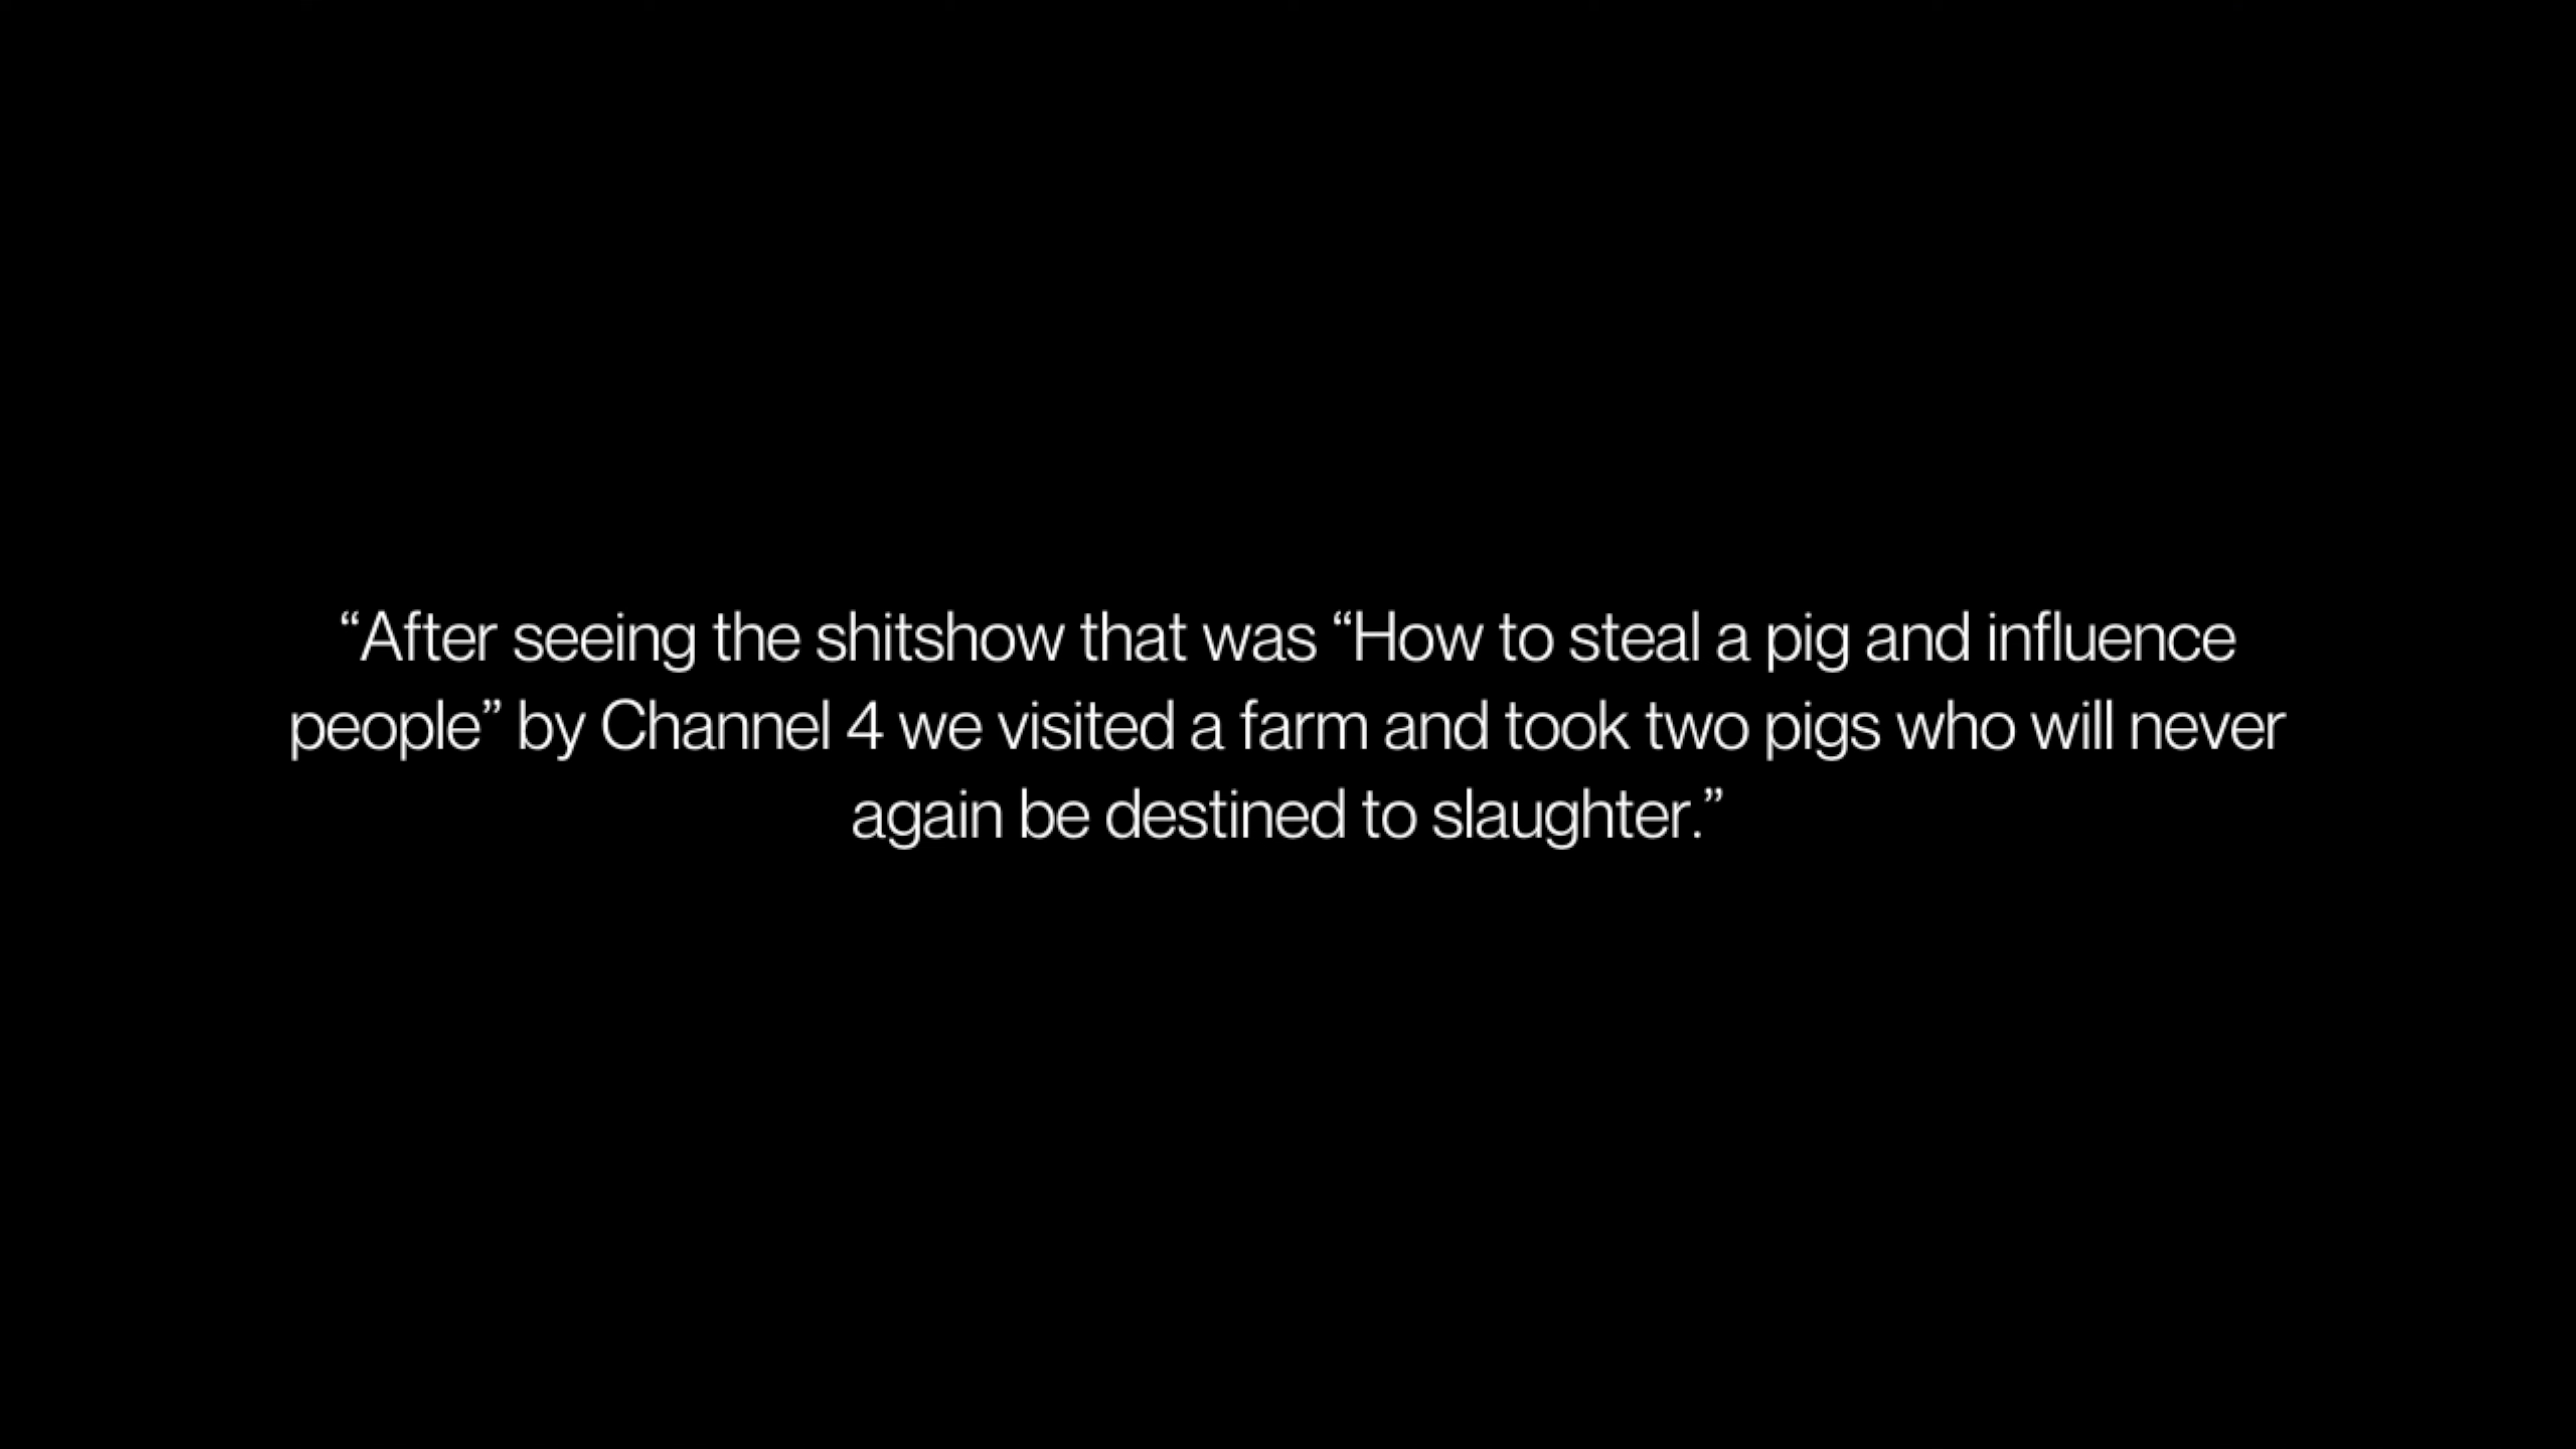 “After seeing the shitshow that was “How to steal a pig and influence
people” by Channel 4 we visited a farm and took two pigs who will never
again be destined to slaughter.”